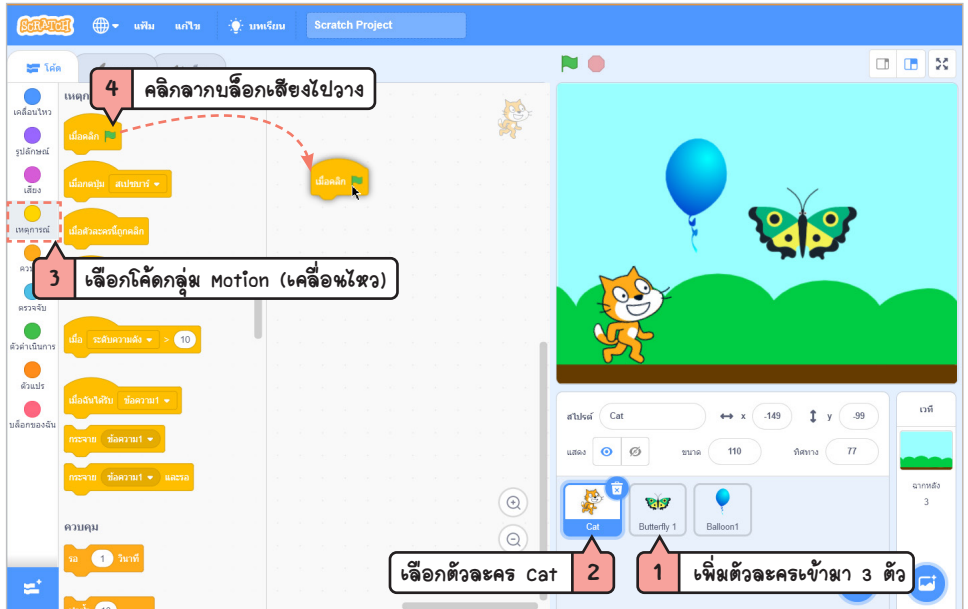 SCRATCH แฟ้ม แก้ไข บทเรียน Scratch Project
โค้ด
4 คลิกลากบล็อกเสียงไปวาง
เคลื่อนไหว
รูปลักษณ์
เสียง
เหตุการณ์
ตรวจจับ
ตัวดำเนินการ
ตัวแปร
บล็อกของฉัน
เมื่อคลิก
เมื่อกดปุ่ม สเปซบาร์
เมื่อตัวละครนี้ถูกคลิก
3 เลือกโค้ดกลุ่ม Motion (เคลื่อนไหว)
เมื่อ ระดับความดัง > 10
เมื่อฉันได้รับ ข้อความ1
กระจาย ข้อความ1
กระจาย ข้อความ1 และรอ
ควบคุม
รอ 1 วินาที
10
เมื่อคลิก
สไปรต์ Cat x -149 y -99
แสดง ขนาด 110 ทิศทาง 77
เวที
ฉากหลัง
3
Cat
Butterfly 1
Balloon1
เลือกตัวละคร Cat 2
1 เพิ่มตัวละครเข้ามา 3 ตัว